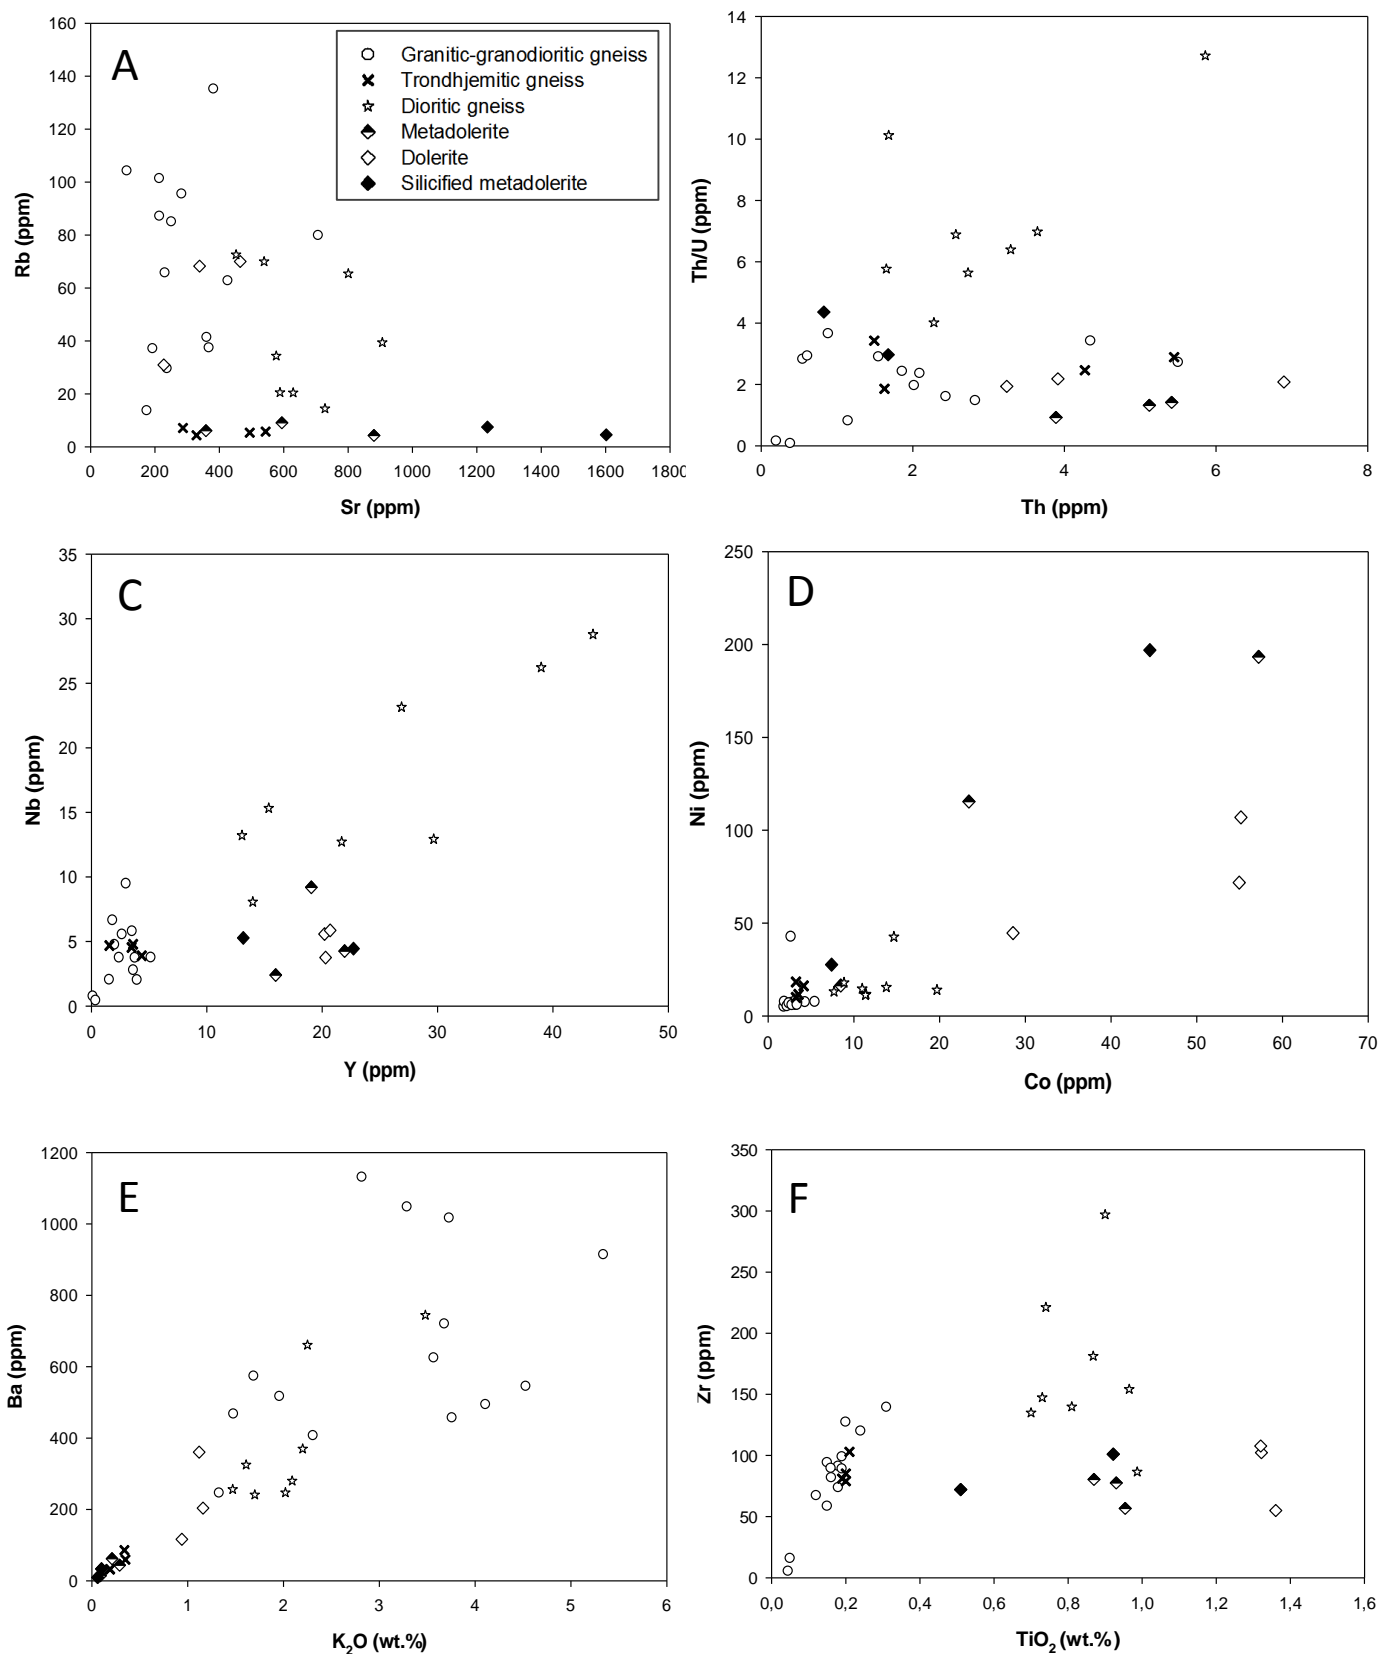 A
160
140
120
100
80
60
40
20
0
Rb (ppm)
0 200 400 600 800 1000 1200 1400 1600 1800
Sr (ppm)
Granitic-granodioritic gneiss
Trondhjemitic gneiss
Dioritic gneiss
Metadolerite
Dolerite
Silicified metadolerite
14
12
10
8
6
4
2
0
Th/U (ppm)
0 2 4 6 8
Th (ppm)
C
35
30
25
20
15
10
5
0
Nb (ppm)
0 10 20 30 40 50
Y (ppm)
D
250
200
150
100
50
0
Ni (ppm)
0 10 20 30 40 50 60 70
Co (ppm)
E
1200
1000
800
600
400
200
0
Ba (ppm)
0 1 2 3 4 5 6
K2O (wt.%)
F
350
300
250
200
150
100
50
0
Zr (ppm)
0,0 0,2 0,4 0,6 0,8 1,0 1,2 1,4 1,6
TiO2 (wt.%)